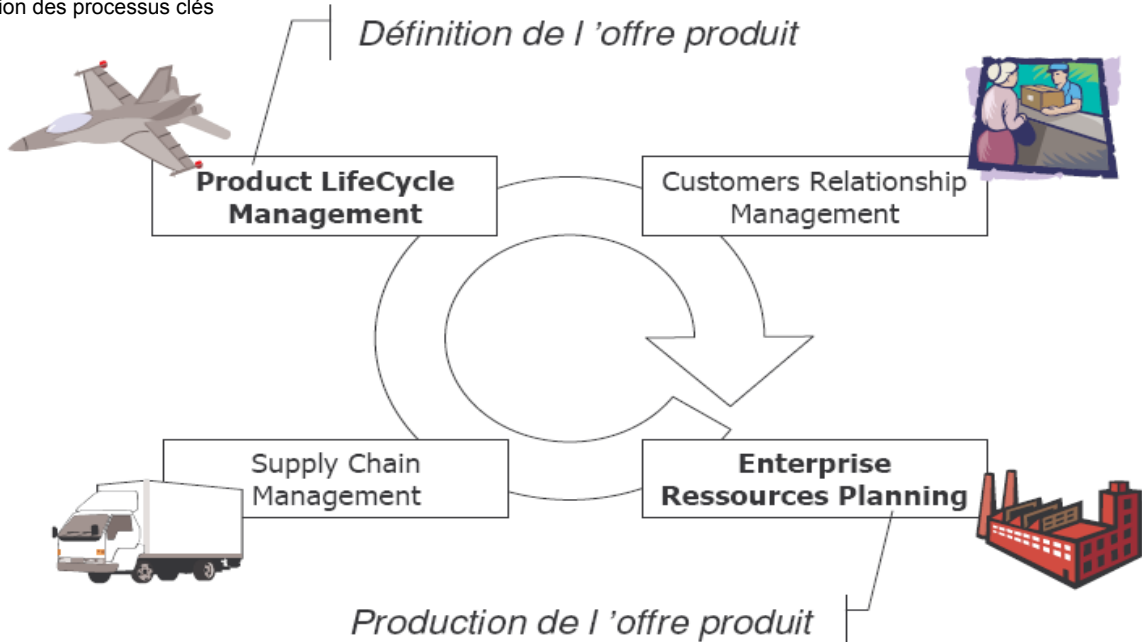 ion des processus clés
Définition de l ’offre produit
Product LifeCycle
Management
Customers Relationship
Management
Supply Chain
Management
Enterprise
Ressources Planning
Production de l ’offre produit